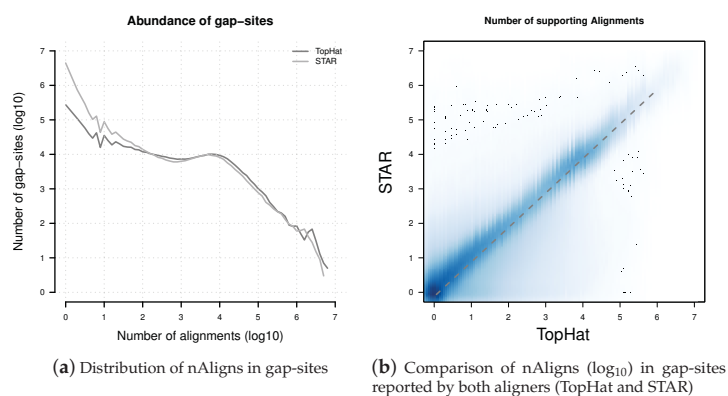 Abundance of gap−sites
TopHat
STAR
Number of gap−sites (log10)
7
6
5
4
3
2
1
0
0 1 2 3 4 5 6 7
Number of alignments (log10)
(a) Distribution of nAligns in gap-sites
Number of supporting Alignments
STAR
7
6
5
4
3
2
1
0
0 1 2 3 4 5 6 7
TopHat
(b) Comparison of nAligns (log10) in gap-sites
reported by both aligners (TopHat and STAR)